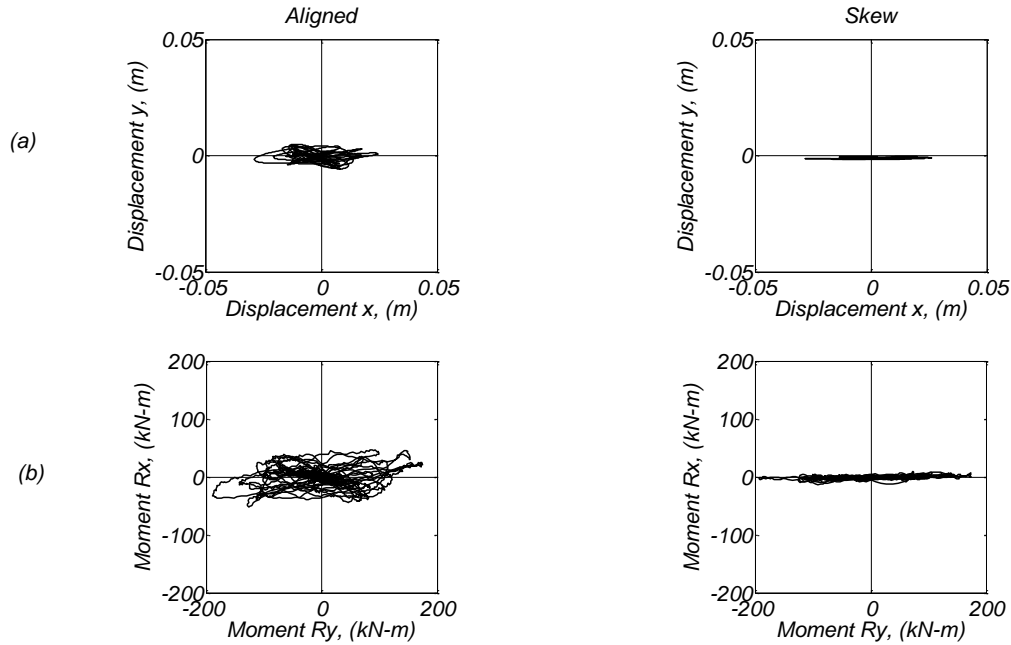 Aligned
Skew
(a)
0.05
0
-0.05
Displacement y, (m)
-0.05
0
0.05
Displacement x, (m)
0.05
0
-0.05
Displacement y, (m)
-0.05
0
0.05
Displacement x, (m)
(b)
200
100
0
-100
-200
Moment Rx, (kN-m)
-200
0
200
Moment Ry, (kN-m)
200
100
0
-100
-200
Moment Rx, (kN-m)
-200
0
200
Moment Ry, (kN-m)